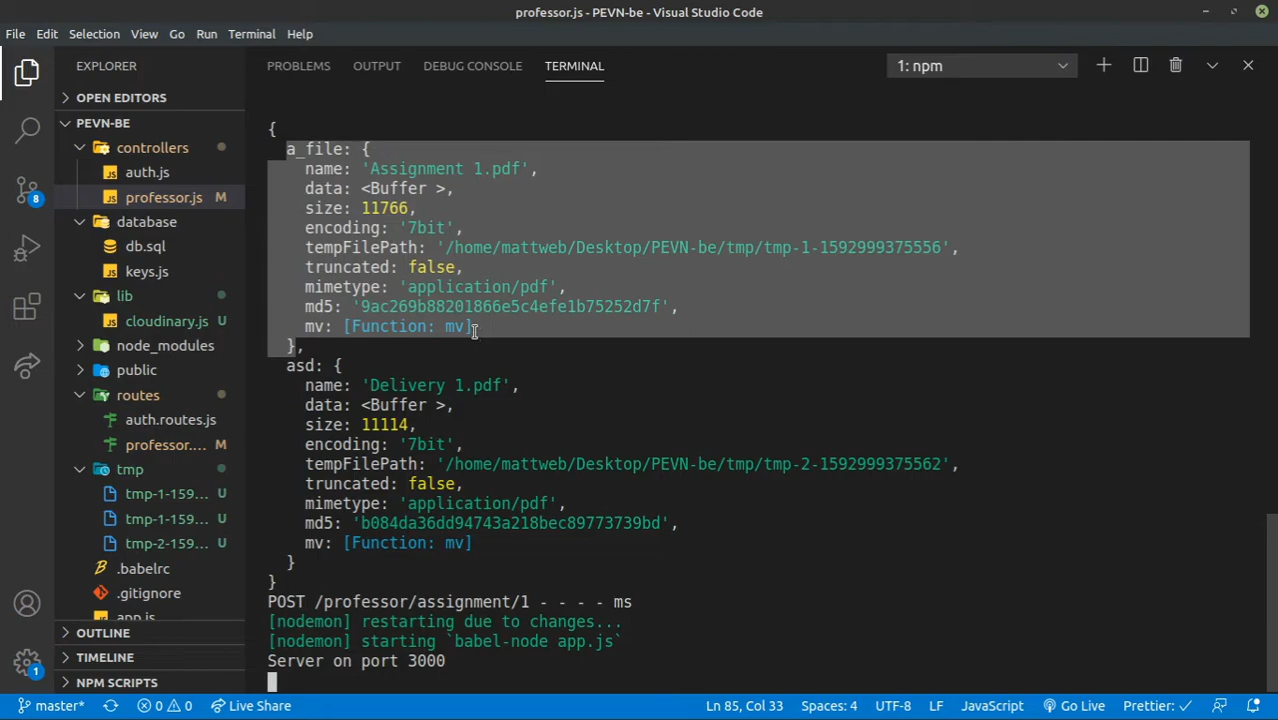 professor.js - PEVN-be - Visual Studio Code
File Edit Selection View Go Run Terminal Help
EXPLORER
PROBLEMS OUTPUT DEBUG CONSOLE TERMINAL 1: npm
OPEN EDITORS
PEVN-BE
controllers
auth.js
professor.js M
database
db.sql
keys.js
lib
cloudinary.js U
node_modules
public
routes
auth.routes.js
professor.... M
tmp
tmp-1-159... U
tmp-1-159... U
tmp-2-159... U
.babelrc
.gitignore
app.js
OUTLINE
TIMELINE
NPM SCRIPTS
8
1
{
a_file: {
name: 'Assignment 1.pdf',
data: <Buffer >,
size: 11766,
encoding: '7bit',
tempFilePath: '/home/mattweb/Desktop/PEVN-be/tmp/tmp-1-1592999375556',
truncated: false,
mimetype: 'application/pdf',
md5: '9ac269b88201866e5c4efe1b75252d7f',
mv: [Function: mv]
},
asd: {
name: 'Delivery 1.pdf',
data: <Buffer >,
size: 11114,
encoding: '7bit',
tempFilePath: '/home/mattweb/Desktop/PEVN-be/tmp/tmp-2-1592999375562',
truncated: false,
mimetype: 'application/pdf',
md5: 'b084da36dd94743a218bec89773739bd',
mv: [Function: mv]
}
}
POST /professor/assignment/1 - - - - ms
[nodemon] restarting due to changes...
[nodemon] starting `babel-node app.js`
Server on port 3000
master* 0 0 Live Share Ln 85, Col 33 Spaces: 4 UTF-8 LF JavaScript Go Live Prettier: ✓